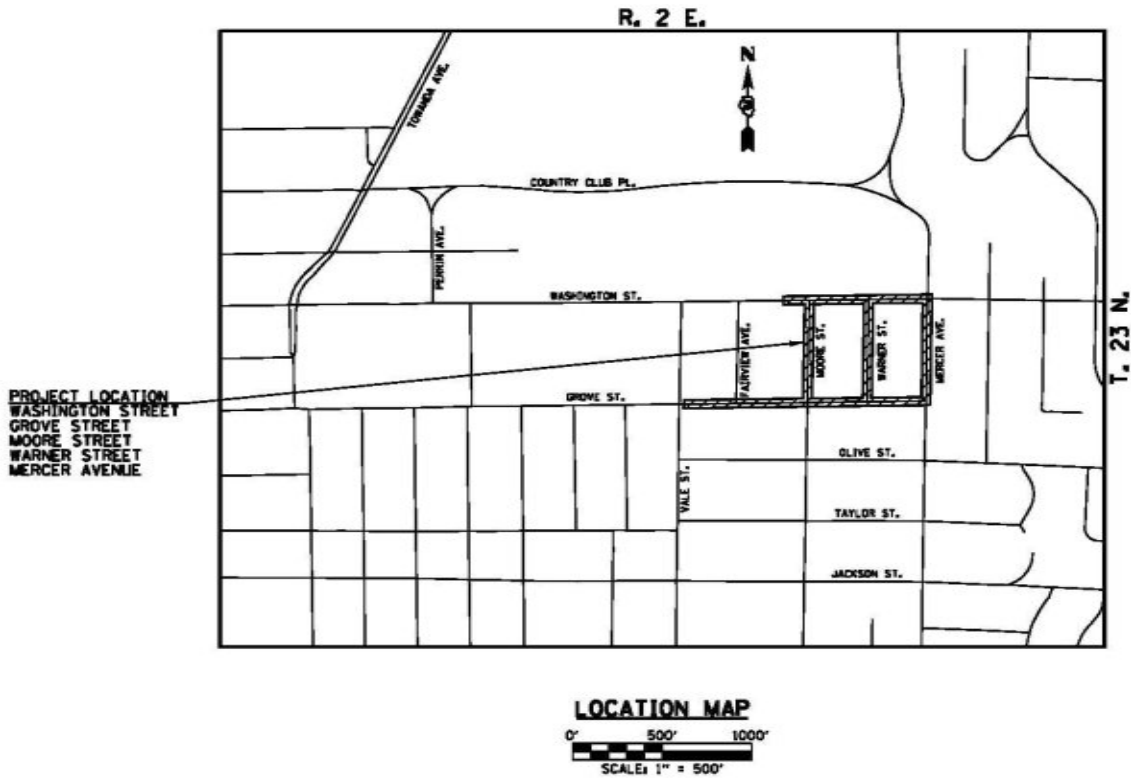 R. 2 E.
N
TOWANDA AVE.
COUNTRY CLUB PL.
PERRIN AVE.
WASHINGTON ST.
FAIRVIEW AVE.
MOORE ST.
WARNER ST.
MERCER AVE.
T. 23 N.
PROJECT LOCATION
WASHINGTON STREET
GROVE STREET
MOORE STREET
WARNER STREET
MERCER AVENUE
GROVE ST.
OLIVE ST.
VALE ST.
TAYLOR ST.
JACKSON ST.
LOCATION MAP
0' 500' 1000'
SCALE: 1" = 500'